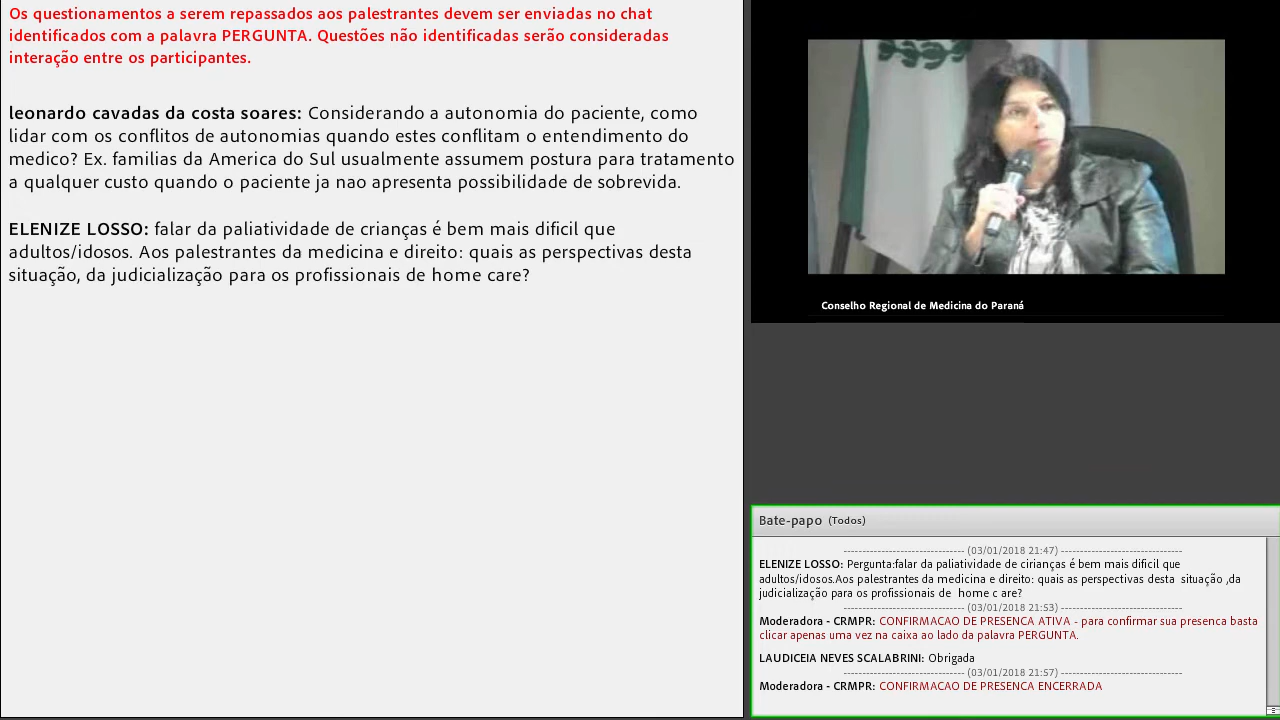 Os questionamentos a serem repassados aos palestrantes devem ser enviadas no chat
identificados com a palavra PERGUNTA. Questões não identificadas serão consideradas
interação entre os participantes.
leonardo cavadas da costa soares: Considerando a autonomia do paciente, como
lidar com os conflitos de autonomias quando estes conflitam o entendimento do
medico? Ex. familias da America do Sul usualmente assumem postura para tratamento
a qualquer custo quando o paciente ja nao apresenta possibilidade de sobrevida.
ELENIZE LOSSO: falar da paliatividade de crianças é bem mais dificil que
adultos/idosos. Aos palestrantes da medicina e direito: quais as perspectivas desta
situação, da judicialização para os profissionais de home care?
Conselho Regional de Medicina do Paraná
Bate-papo (Todos)
-------------------------------- (03/01/2018 21:47) --------------------------------
ELENIZE LOSSO: Pergunta:falar da paliatividade de cirianças é bem mais dificil que
adultos/idosos.Aos palestrantes da medicina e direito: quais as perspectivas desta situação ,da
judicialização para os profissionais de home c are?
-------------------------------- (03/01/2018 21:53) --------------------------------
Moderadora - CRMPR: CONFIRMACAO DE PRESENCA ATIVA - para confirmar sua presenca basta
clicar apenas uma vez na caixa ao lado da palavra PERGUNTA.
LAUDICEIA NEVES SCALABRINI: Obrigada
-------------------------------- (03/01/2018 21:57) --------------------------------
Moderadora - CRMPR: CONFIRMACAO DE PRESENCA ENCERRADA